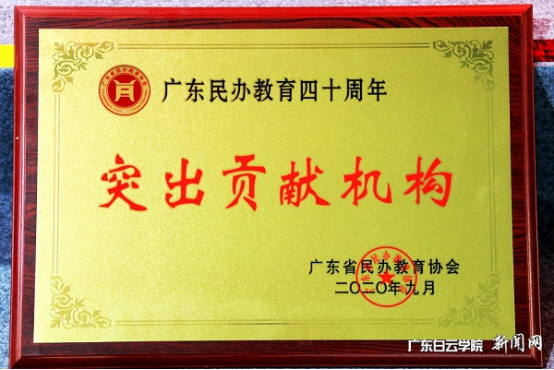 广东民办教育四十周年
突出贡献机构
广东省民办教育协会
二〇二〇年九月
广东白云学院 新闻网